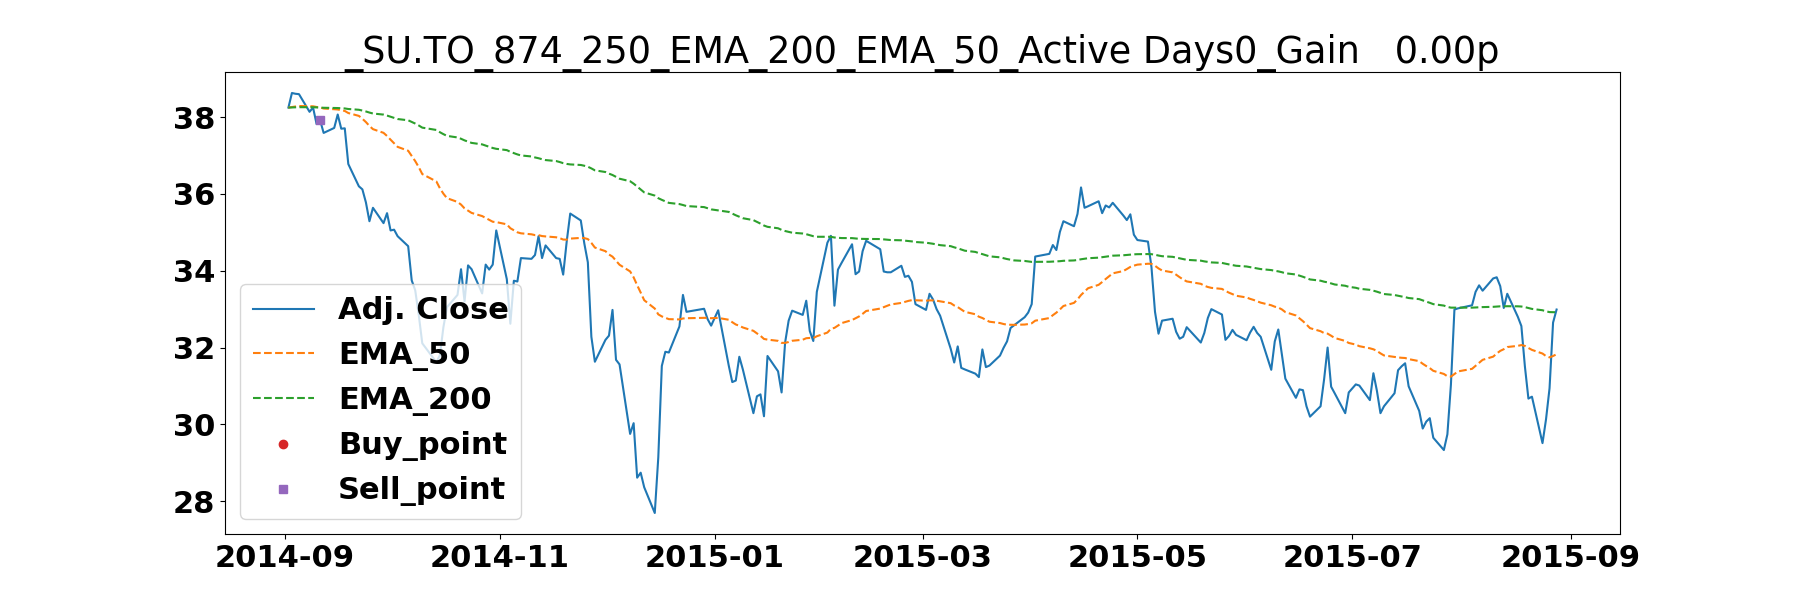 _SU.TO_874_250_EMA_200_EMA_50_Active Days0_Gain   0.00p
38
36
34
32
30
28
Adj. Close
EMA_50
EMA_200
Buy_point
Sell_point
2014-09 2014-11 2015-01 2015-03 2015-05 2015-07 2015-09